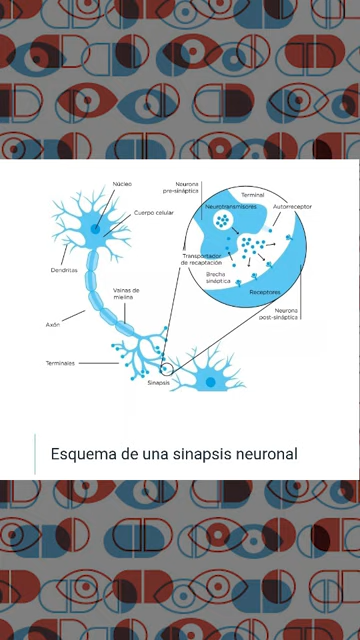 Núcleo
Cuerpo celular
Dendritas
Vainas de
mielina
Axón
Terminales
Sinapsis
Neurona
pre-sináptica
Terminal
Neurotransmisores
Autorreceptor
Transportador
de recaptación
Brecha
sináptica
Receptores
Neurona
post-sináptica
Esquema de una sinapsis neuronal